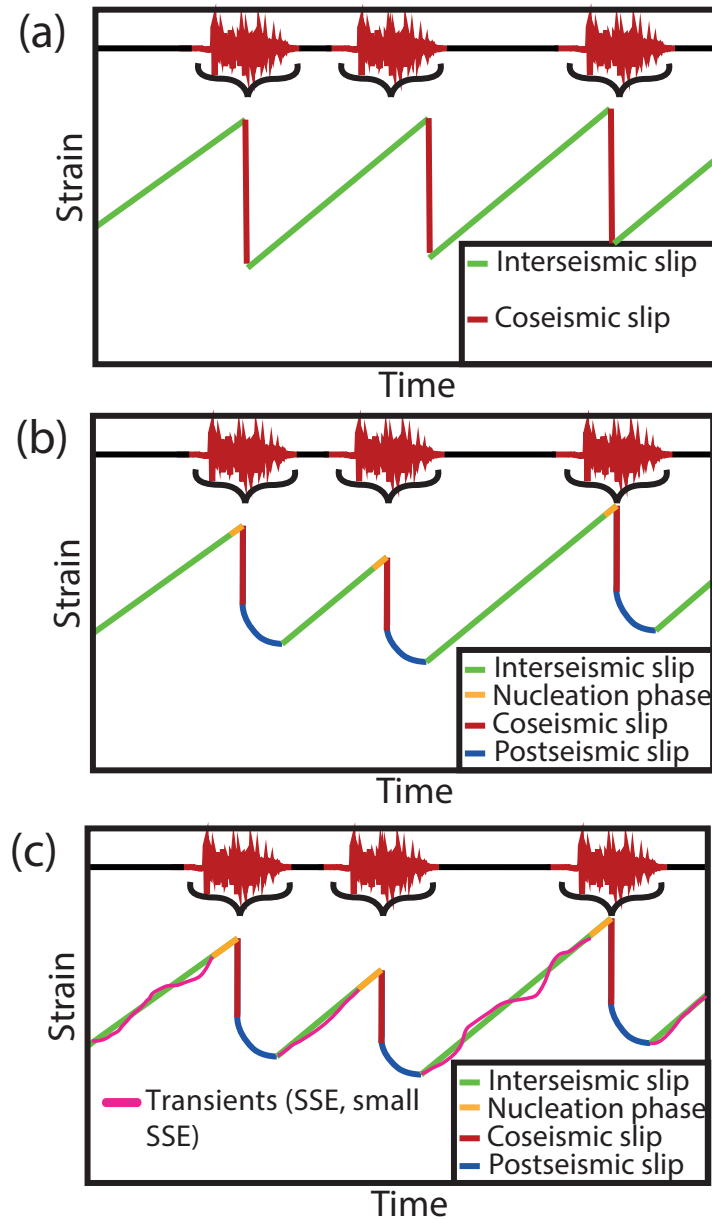 (a)
Strain
Interseismic slip
Coseismic slip
Time
(b)
Strain
Interseismic slip
Nucleation phase
Coseismic slip
Postseismic slip
Time
(c)
Strain
Transients (SSE, small
SSE)
Interseismic slip
Nucleation phase
Coseismic slip
Postseismic slip
Time